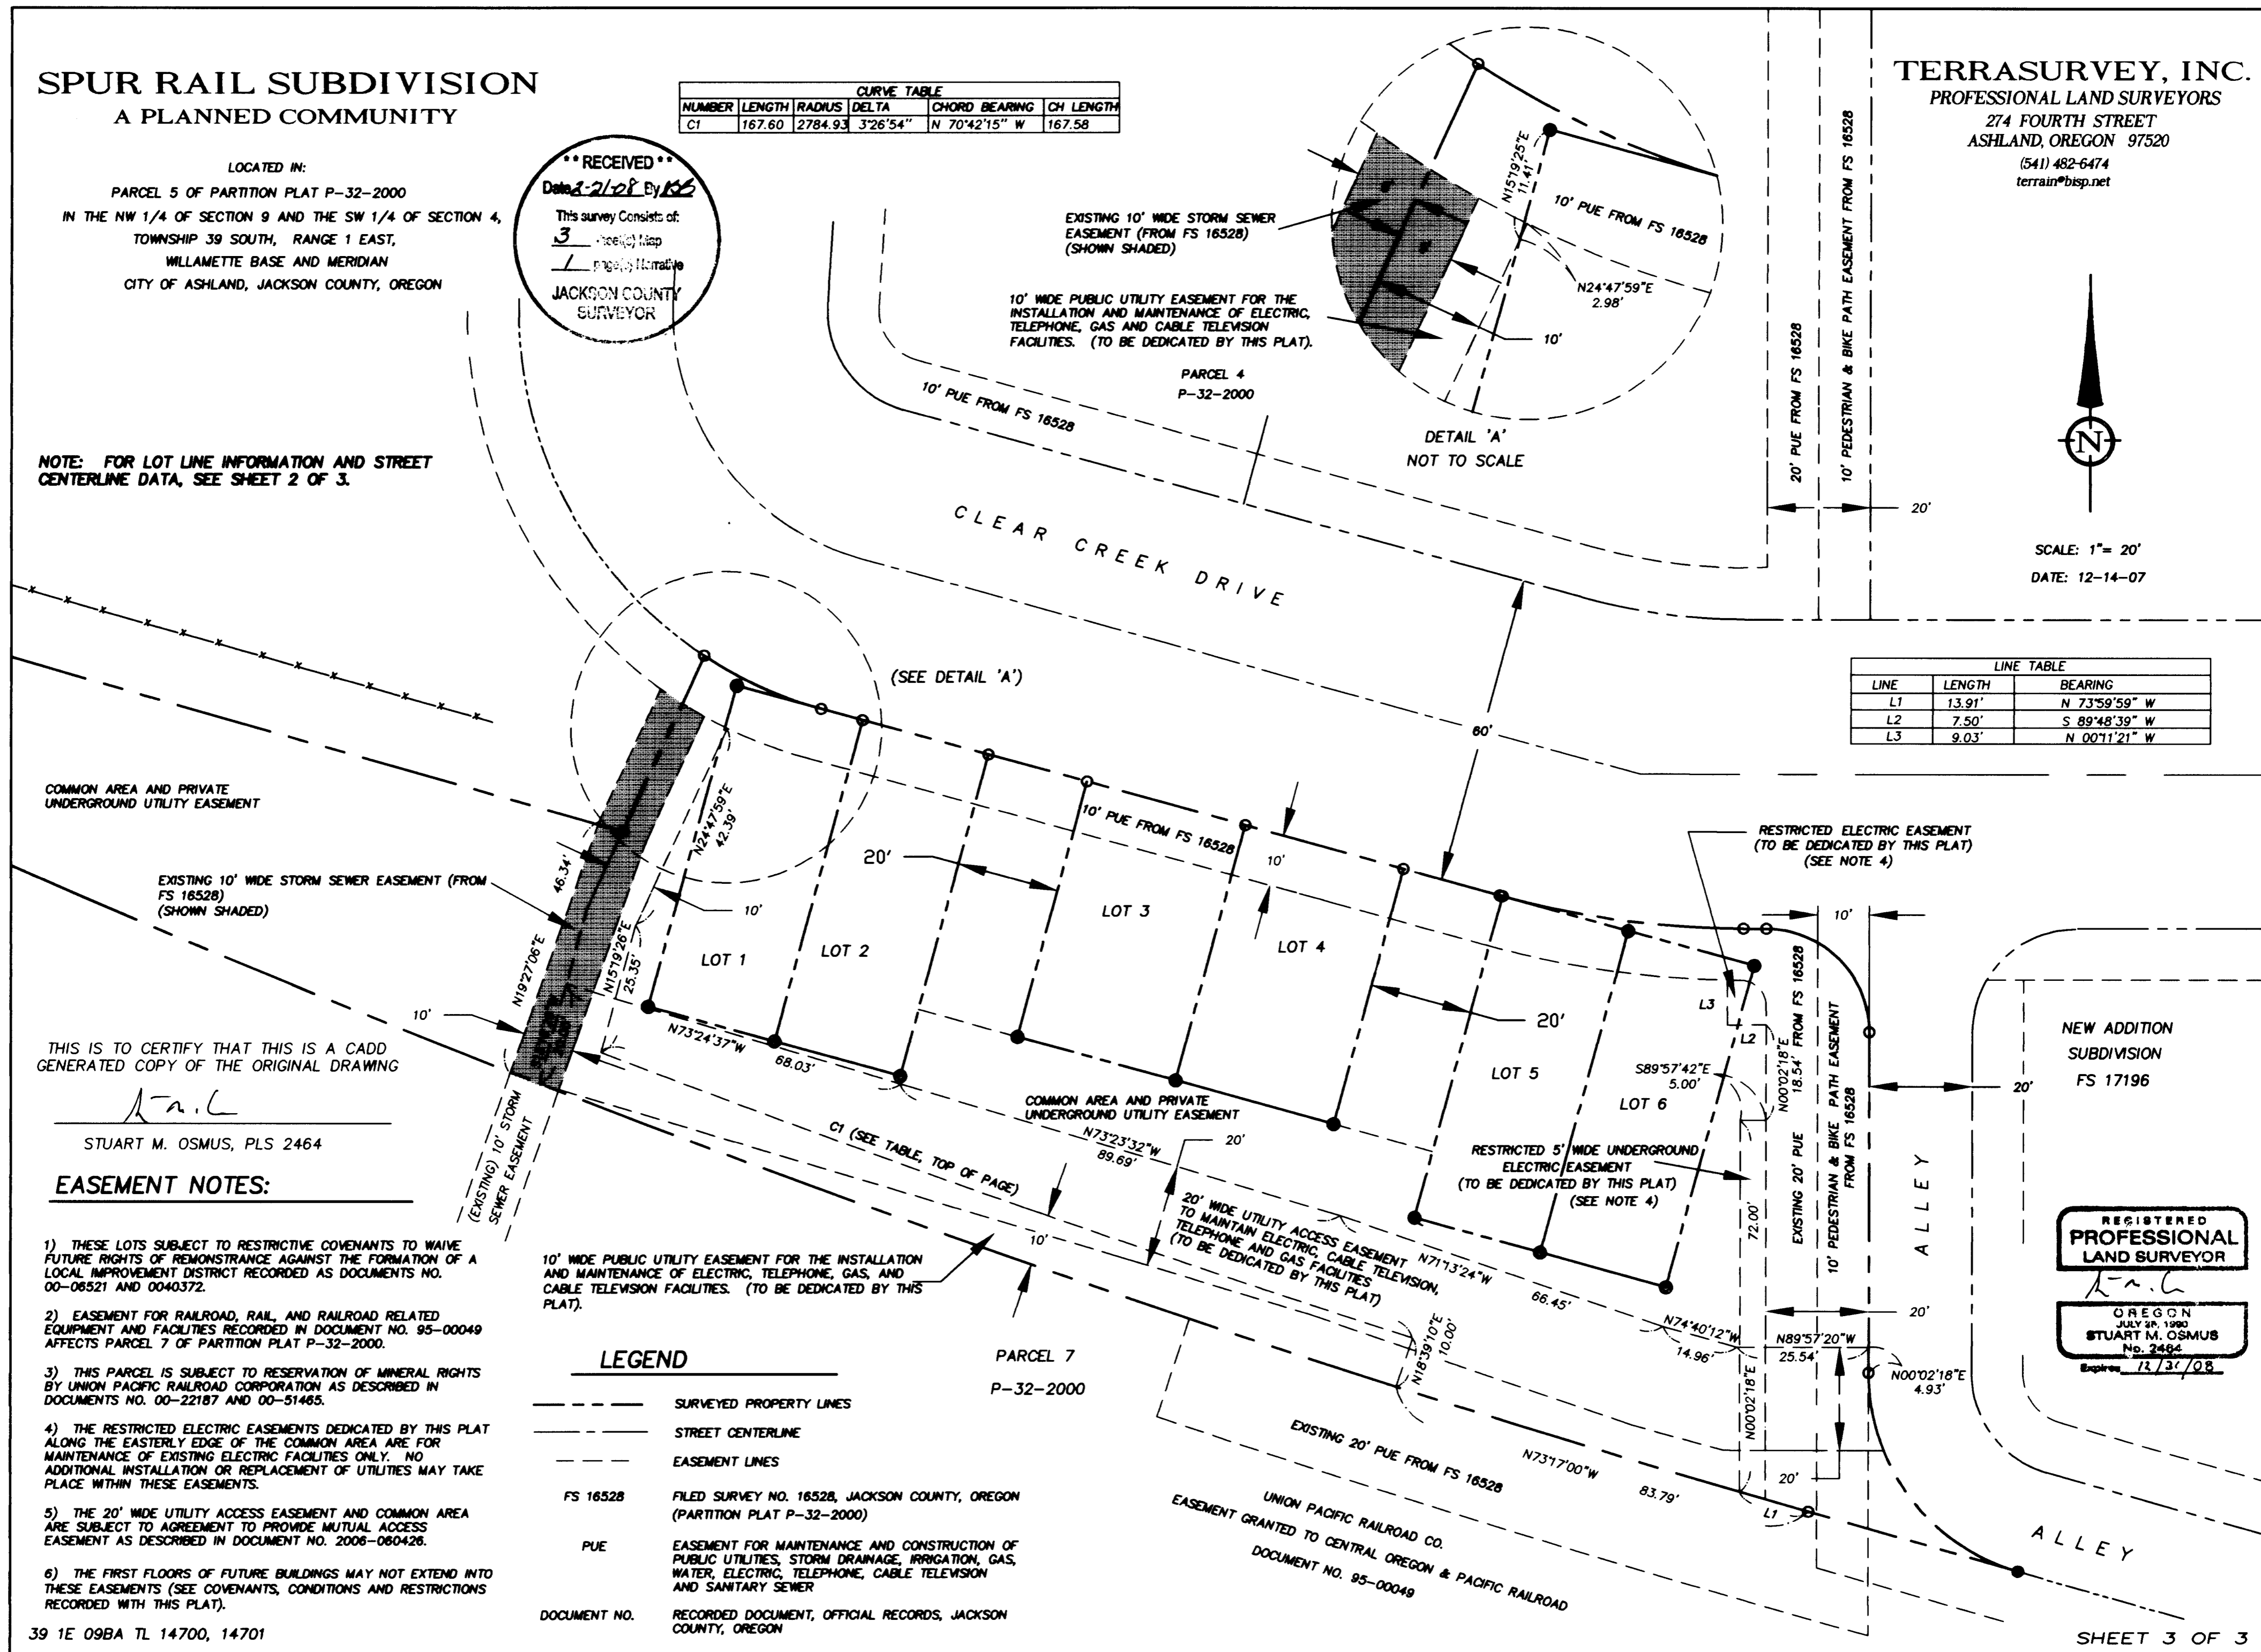 SPUR RAIL SUBDIVISION
A PLANNED COMMUNITY
LOCATED IN:
PARCEL 5 OF PARTITION PLAT P-32-2000
IN THE NW 1/4 OF SECTION 9 AND THE SW 1/4 OF SECTION 4,
TOWNSHIP 39 SOUTH, RANGE 1 EAST,
WILLAMETTE BASE AND MERIDIAN
CITY OF ASHLAND, JACKSON COUNTY, OREGON
NOTE: FOR LOT LINE INFORMATION AND STREET
CENTERLINE DATA, SEE SHEET 2 OF 3.
CURVE TABLE
NUMBER LENGTH RADIUS DELTA CHORD BEARING CH LENGTH
C1 167.60 2784.93 3°26'54" N 70°42'15" W 167.58
** RECEIVED **
Date 2-21-08 By
This survey Consists of:
3 Map
1 page(s) Narrative
JACKSON COUNTY
SURVEYOR
EXISTING 10' WIDE STORM SEWER
EASEMENT (FROM FS 16528)
(SHOWN SHADED)
10' WIDE PUBLIC UTILITY EASEMENT FOR THE
INSTALLATION AND MAINTENANCE OF ELECTRIC,
TELEPHONE, GAS AND CABLE TELEVISION
FACILITIES. (TO BE DEDICATED BY THIS PLAT).
PARCEL 4
P-32-2000
N15°19'25"E
11.41'
10' PUE FROM FS 16528
N24°47'59"E
2.98'
10'
DETAIL 'A'
NOT TO SCALE
10' PUE FROM FS 16528
20' PUE FROM FS 16528
10' PEDESTRIAN & BIKE PATH EASEMENT FROM FS 16528
20'
TERRASURVEY, INC.
PROFESSIONAL LAND SURVEYORS
274 FOURTH STREET
ASHLAND, OREGON 97520
(541) 482-6474
terrain@bisp.net
N
SCALE: 1"= 20'
DATE: 12-14-07
CLEAR CREEK DRIVE
(SEE DETAIL 'A')
60'
LINE TABLE
LINE LENGTH BEARING
L1 13.91' N 73°59'59" W
L2 7.50' S 89°48'39" W
L3 9.03' N 00°11'21" W
COMMON AREA AND PRIVATE
UNDERGROUND UTILITY EASEMENT
EXISTING 10' WIDE STORM SEWER EASEMENT (FROM
FS 16528)
(SHOWN SHADED)
46.34'
N19°27'06"E
10'
N24°47'59"E
42.39'
10'
N15°19'26"E
25.35'
20'
10' PUE FROM FS 16528
10'
LOT 1
LOT 2
LOT 3
LOT 4
LOT 5
LOT 6
20'
RESTRICTED ELECTRIC EASEMENT
(TO BE DEDICATED BY THIS PLAT)
(SEE NOTE 4)
10'
L3
L2
N00°02'18"E
18.54'
S89°57'42"E
5.00'
EXISTING 20' PUE FROM FS 16528
10' PEDESTRIAN & BIKE PATH EASEMENT
FROM FS 16528
20'
NEW ADDITION
SUBDIVISION
FS 17196
ALLEY
THIS IS TO CERTIFY THAT THIS IS A CADD
GENERATED COPY OF THE ORIGINAL DRAWING
STUART M. OSMUS, PLS 2464
N73°24'37"W
68.03'
COMMON AREA AND PRIVATE
UNDERGROUND UTILITY EASEMENT
N73°23'32"W
89.69'
20'
C1 (SEE TABLE, TOP OF PAGE)
10'
(EXISTING) 10' STORM
SEWER EASEMENT
RESTRICTED 5' WIDE UNDERGROUND
ELECTRIC EASEMENT
(TO BE DEDICATED BY THIS PLAT)
(SEE NOTE 4)
72.00'
20' WIDE UTILITY ACCESS EASEMENT
TO MAINTAIN ELECTRIC, CABLE TELEVISION,
TELEPHONE AND GAS FACILITIES
(TO BE DEDICATED BY THIS PLAT)
N71°13'24"W
66.45'
N74°40'12"W
14.96'
N89°57'20"W
25.54'
20'
N00°02'18"E
4.93'
N18°39'10"E
10.00'
N00°02'18"E
20'
L1
N73°17'00"W
83.79'
EXISTING 20' PUE FROM FS 16528
UNION PACIFIC RAILROAD CO.
EASEMENT GRANTED TO CENTRAL OREGON & PACIFIC RAILROAD
DOCUMENT NO. 95-00049
ALLEY
REGISTERED
PROFESSIONAL
LAND SURVEYOR
OREGON
JULY 1990
STUART M. OSMUS
No. 2464
Expires 12/31/08
EASEMENT NOTES:
1) THESE LOTS SUBJECT TO RESTRICTIVE COVENANTS TO WAIVE
FUTURE RIGHTS OF REMONSTRANCE AGAINST THE FORMATION OF A
LOCAL IMPROVEMENT DISTRICT RECORDED AS DOCUMENTS NO.
00-06521 AND 0040372.
2) EASEMENT FOR RAILROAD, RAIL, AND RAILROAD RELATED
EQUIPMENT AND FACILITIES RECORDED IN DOCUMENT NO. 95-00049
AFFECTS PARCEL 7 OF PARTITION PLAT P-32-2000.
3) THIS PARCEL IS SUBJECT TO RESERVATION OF MINERAL RIGHTS
BY UNION PACIFIC RAILROAD CORPORATION AS DESCRIBED IN
DOCUMENTS NO. 00-22187 AND 00-51465.
4) THE RESTRICTED ELECTRIC EASEMENTS DEDICATED BY THIS PLAT
ALONG THE EASTERLY EDGE OF THE COMMON AREA ARE FOR
MAINTENANCE OF EXISTING ELECTRIC FACILITIES ONLY. NO
ADDITIONAL INSTALLATION OR REPLACEMENT OF UTILITIES MAY TAKE
PLACE WITHIN THESE EASEMENTS.
5) THE 20' WIDE UTILITY ACCESS EASEMENT AND COMMON AREA
ARE SUBJECT TO AGREEMENT TO PROVIDE MUTUAL ACCESS
EASEMENT AS DESCRIBED IN DOCUMENT NO. 2006-060426.
6) THE FIRST FLOORS OF FUTURE BUILDINGS MAY NOT EXTEND INTO
THESE EASEMENTS (SEE COVENANTS, CONDITIONS AND RESTRICTIONS
RECORDED WITH THIS PLAT).
39 1E 09BA TL 14700, 14701
10' WIDE PUBLIC UTILITY EASEMENT FOR THE INSTALLATION
AND MAINTENANCE OF ELECTRIC, TELEPHONE, GAS, AND
CABLE TELEVISION FACILITIES. (TO BE DEDICATED BY THIS
PLAT).
PARCEL 7
P-32-2000
LEGEND
SURVEYED PROPERTY LINES
STREET CENTERLINE
EASEMENT LINES
FS 16528 FILED SURVEY NO. 16528, JACKSON COUNTY, OREGON
(PARTITION PLAT P-32-2000)
PUE EASEMENT FOR MAINTENANCE AND CONSTRUCTION OF
PUBLIC UTILITIES, STORM DRAINAGE, IRRIGATION, GAS,
WATER, ELECTRIC, TELEPHONE, CABLE TELEVISION
AND SANITARY SEWER
DOCUMENT NO. RECORDED DOCUMENT, OFFICIAL RECORDS, JACKSON
COUNTY, OREGON
SHEET 3 OF 3